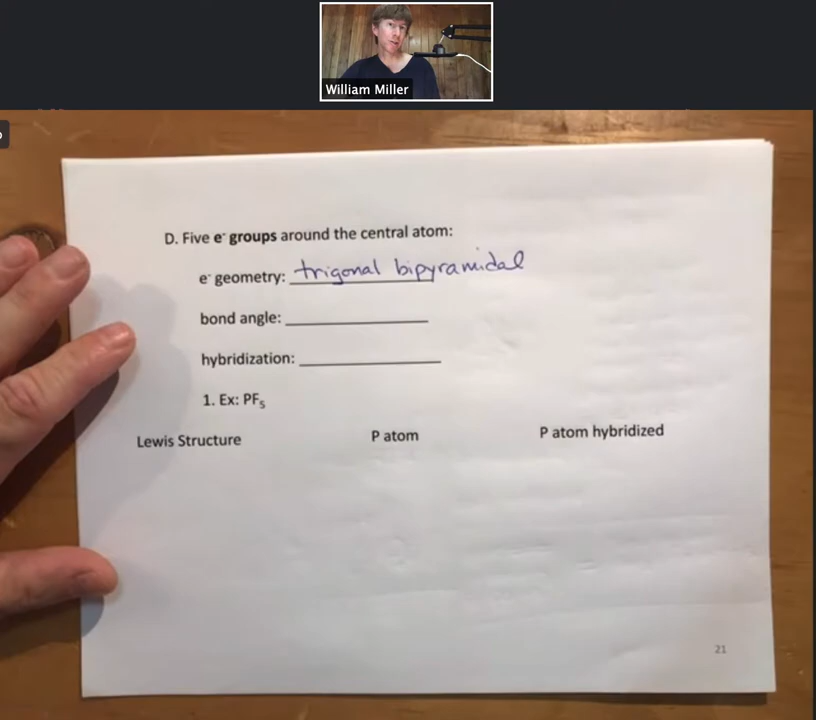 William Miller
D. Five e⁻ groups around the central atom:
e⁻ geometry: trigonal bipyramidal
bond angle:
hybridization:
1. Ex: PF₅
Lewis Structure P atom P atom hybridized
21